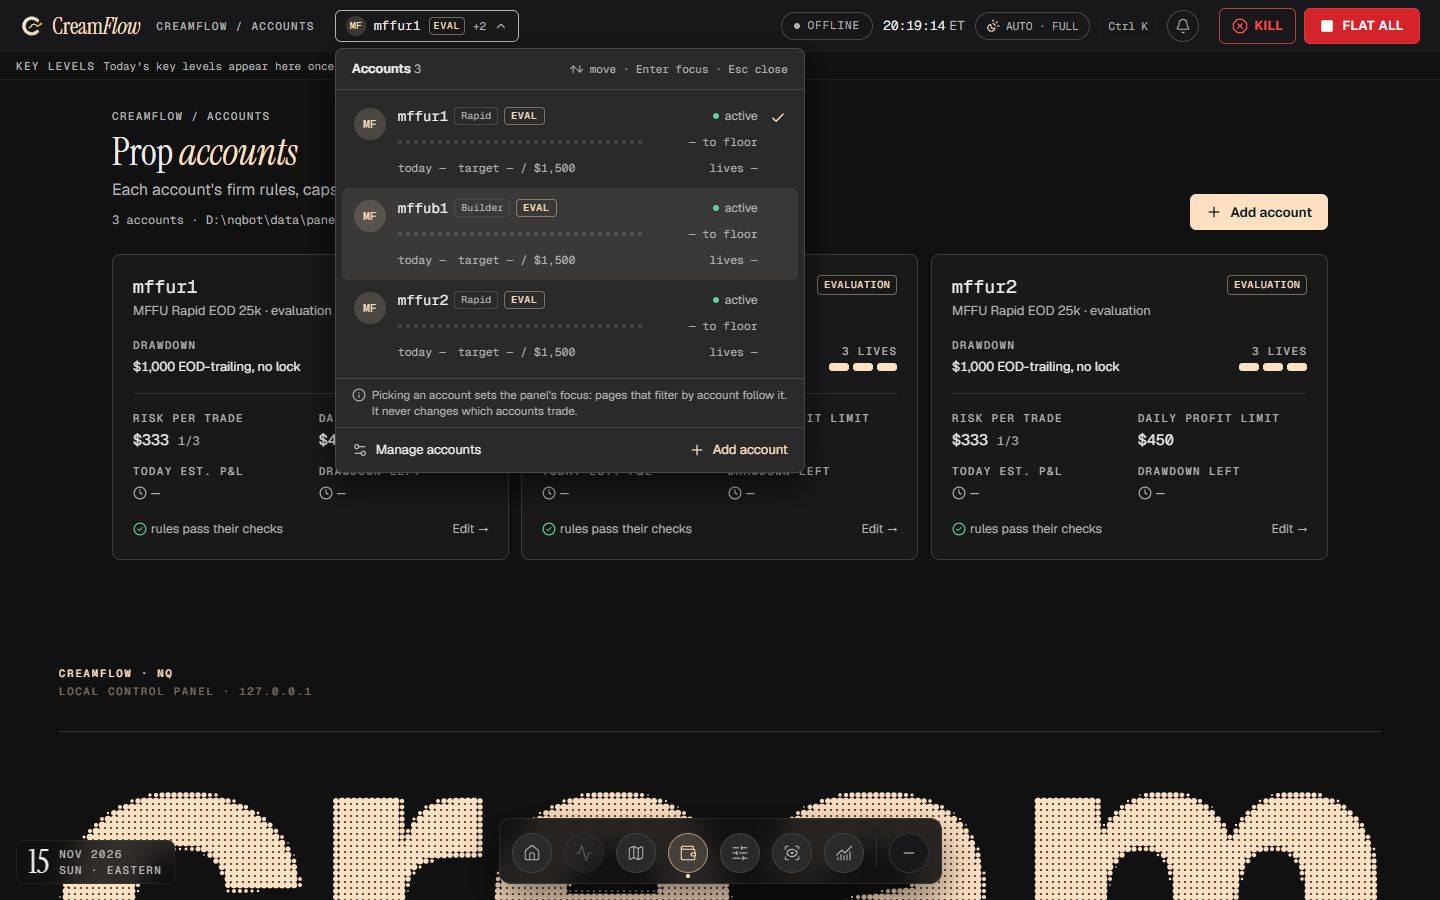 CreamFlow CREAMFLOW / ACCOUNTS MF mffur1 EVAL +2 OFFLINE 20:19:14 ET AUTO · FULL Ctrl K KILL FLAT ALL
KEY LEVELS Today's key levels appear here once
Accounts 3 move · Enter focus · Esc close
MF mffur1 Rapid EVAL active
— to floor
today — target — / $1,500 lives —
MF mffub1 Builder EVAL active
— to floor
today — target — / $1,500 lives —
MF mffur2 Rapid EVAL active
— to floor
today — target — / $1,500 lives —
Picking an account sets the panel's focus: pages that filter by account follow it.
It never changes which accounts trade.
Manage accounts + Add account
CREAMFLOW / ACCOUNTS
Prop accounts
Each account's firm rules, caps
3 accounts · D:\nqbot\data\pane
+ Add account
mffur1
MFFU Rapid EOD 25k · evaluation
DRAWDOWN
$1,000 EOD-trailing, no lock
RISK PER TRADE
$333 1/3
TODAY EST. P&L DRAWDOWN LEFT
— —
rules pass their checks Edit →
EVALUATION
3 LIVES
TODAY EST. P&L DRAWDOWN LEFT
— —
rules pass their checks Edit →
mffur2 EVALUATION
MFFU Rapid EOD 25k · evaluation
DRAWDOWN 3 LIVES
$1,000 EOD-trailing, no lock
RISK PER TRADE DAILY PROFIT LIMIT
$333 1/3 $450
TODAY EST. P&L DRAWDOWN LEFT
— —
rules pass their checks Edit →
CREAMFLOW · NQ
LOCAL CONTROL PANEL · 127.0.0.1
cream
15 NOV 2026
SUN · EASTERN